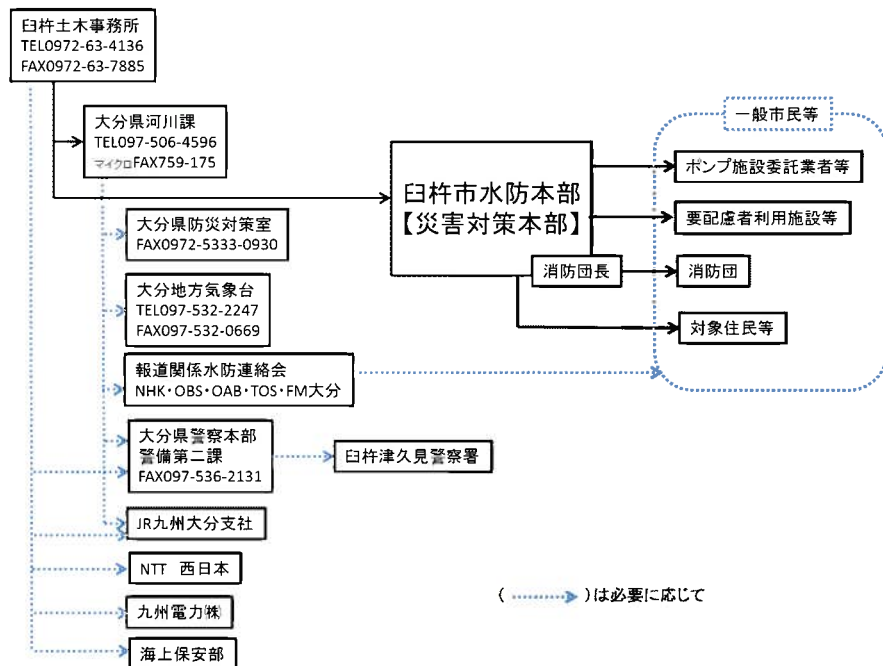 臼杵土木事務所
TEL0972-63-4136
FAX0972-63-7885
大分県河川課
TEL097-506-4596
マイクロFAX759-175
一般市民等
臼杵市水防本部
【災害対策本部】
消防団長
ポンプ施設委託業者等
要配慮者利用施設等
消防団
対象住民等
大分県防災対策室
FAX0972-5333-0930
大分地方気象台
TEL097-532-2247
FAX097-532-0669
報道関係水防連絡会
NHK・OBS・OAB・TOS・FM大分
大分県警察本部
警備第二課
FAX097-536-2131
臼杵津久見警察署
JR九州大分支社
NTT 西日本
九州電力㈱
海上保安部
( )は必要に応じて